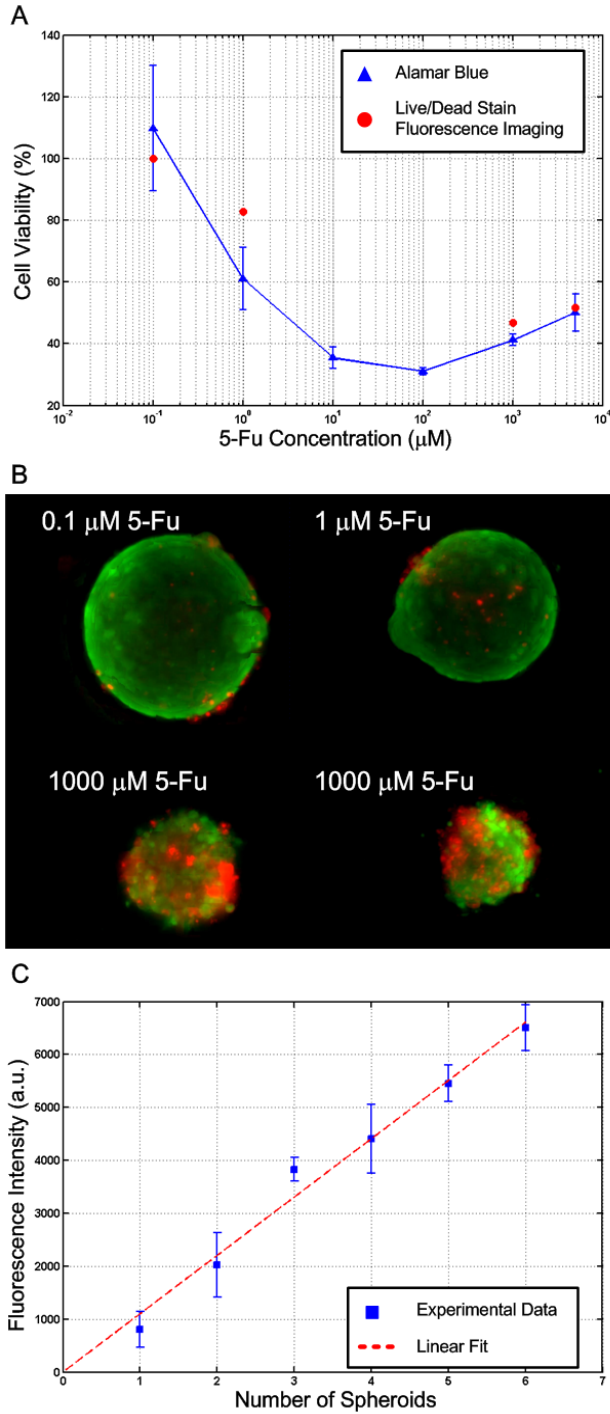 A
140
120
100
80
60
40
20
Cell Viability (%)
Alamar Blue
Live/Dead Stain
Fluorescence Imaging
10-2
10-1
100
101
102
103
104
5-Fu Concentration (μM)
B
0.1 μM 5-Fu
1 μM 5-Fu
1000 μM 5-Fu
1000 μM 5-Fu
C
7000
6000
5000
4000
3000
2000
1000
0
Fluorescence Intensity (a.u.)
Experimental Data
Linear Fit
0 1 2 3 4 5 6 7
Number of Spheroids